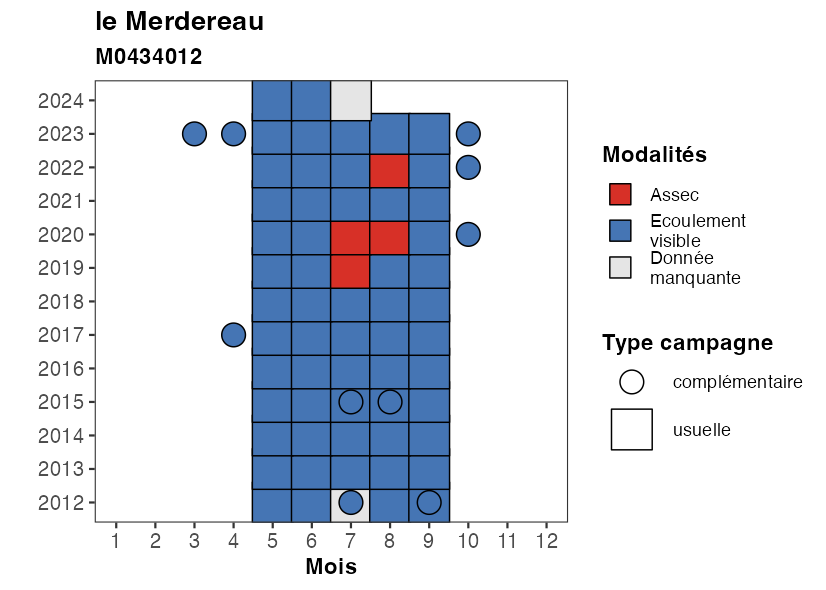 le Merdereau
M0434012
2024
2023
2022
2021
2020
2019
2018
2017
2016
2015
2014
2013
2012
1 2 3 4 5 6 7 8 9 10 11 12
Mois
Modalités
Assec
Ecoulement
visible
Donnée
manquante
Type campagne
complémentaire
usuelle